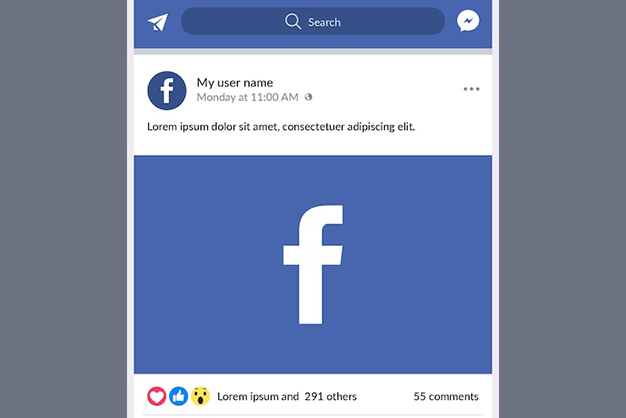 Search
My user name
Monday at 11:00 AM
Lorem ipsum dolor sit amet, consectetuer adipiscing elit.
f
Lorem ipsum and 291 others 55 comments